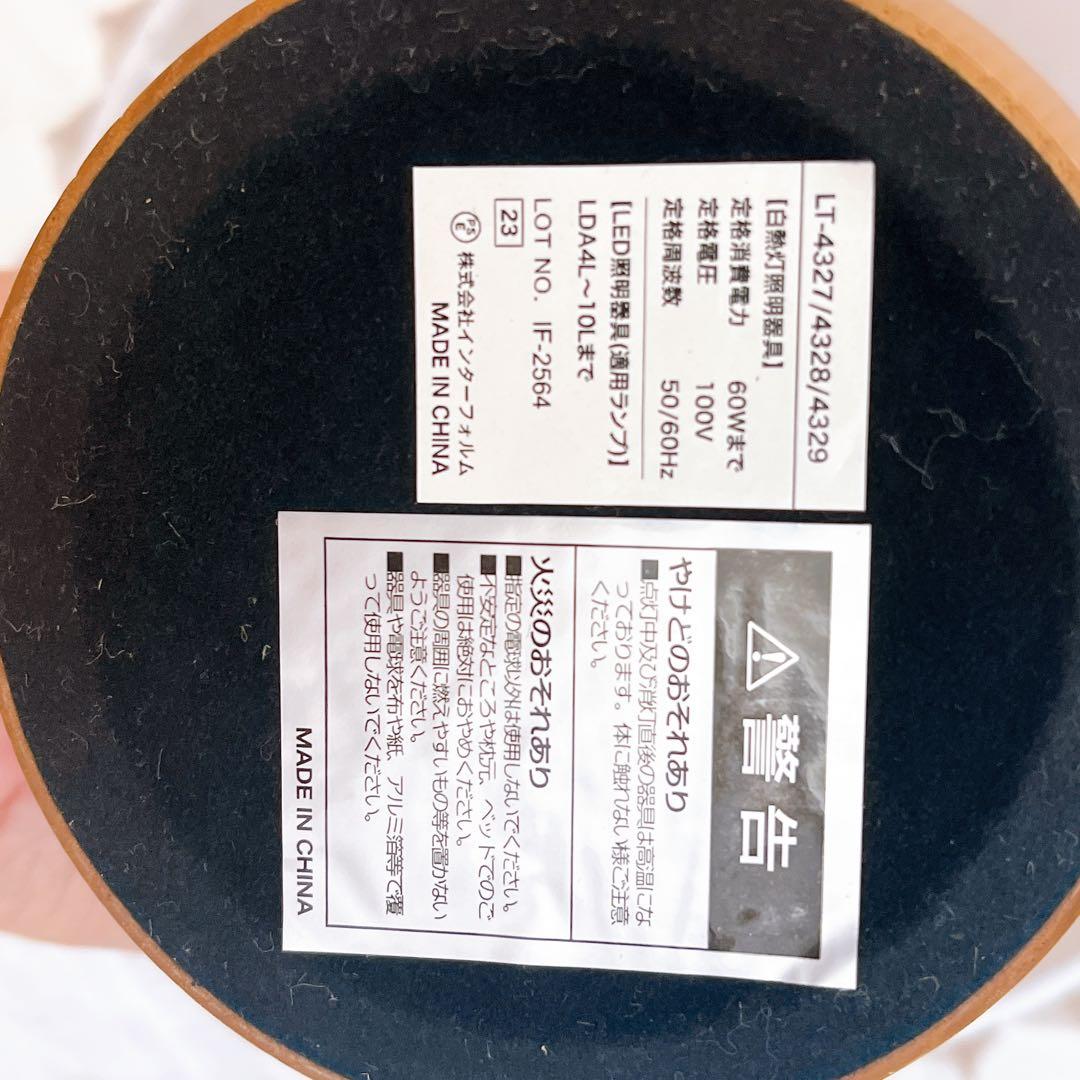 LT-4327/4328/4329
【白熱灯照明器具】
定格消費電力 60Wまで
定格電圧 100V
定格周波数 50/60Hz
【LED照明器具(適用ランプ)】
LDA4L～10Lまで
LOT NO. IF-2564
23
PSE 株式会社インターフォルム
MADE IN CHINA
警告
やけどのおそれあり
■点灯中及び消灯直後の器具は高温にな
っております。体に触れない様ご注意
ください。
火災のおそれあり
■指定の電球以外は使用しないでください。
■不安定なところや枕元、ベッドでのご
使用は絶対におやめください。
■器具の周囲に燃えやすいもの等を置かない
ようご注意ください。
■器具や電球を布や紙、アルミ箔等で覆
って使用しないでください。
MADE IN CHINA